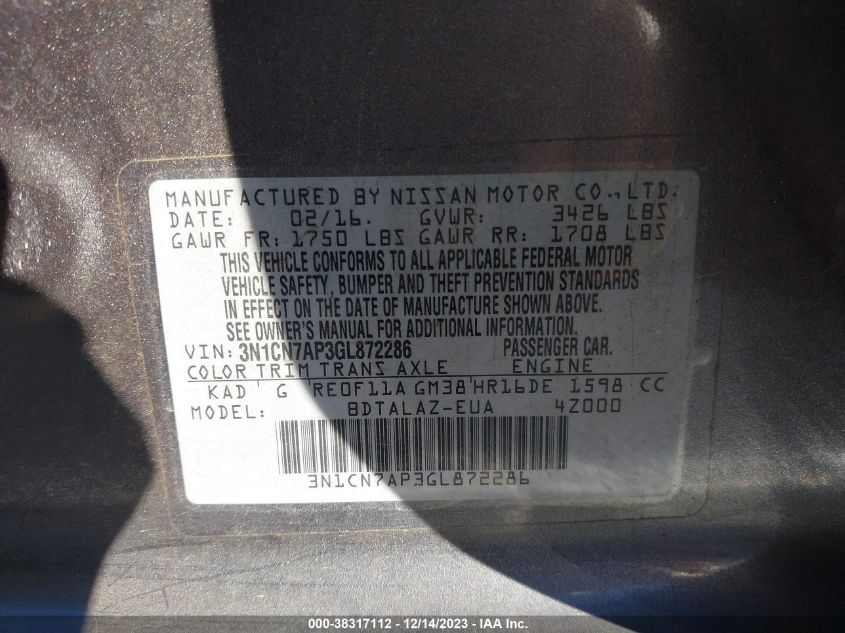 MANUFACTURED BY NISSAN MOTOR CO., LTD.
DATE: 02/16. GVWR: 3426 LBS
GAWR FR: 1750 LBS GAWR RR: 1708 LBS
THIS VEHICLE CONFORMS TO ALL APPLICABLE FEDERAL MOTOR
VEHICLE SAFETY, BUMPER AND THEFT PREVENTION STANDARDS
IN EFFECT ON THE DATE OF MANUFACTURE SHOWN ABOVE.
SEE OWNER'S MANUAL FOR ADDITIONAL INFORMATION
VIN: 3N1CN7AP3GL872286 PASSENGER CAR.
COLOR TRIM TRANS AXLE ENGINE
KAD G RE0F11A GM38 HR16DE 1598 CC
MODEL: BDTALAZ-EUA 4Z000
3N1CN7AP3GL872286
000-38317112 - 12/14/2023 - IAA Inc.